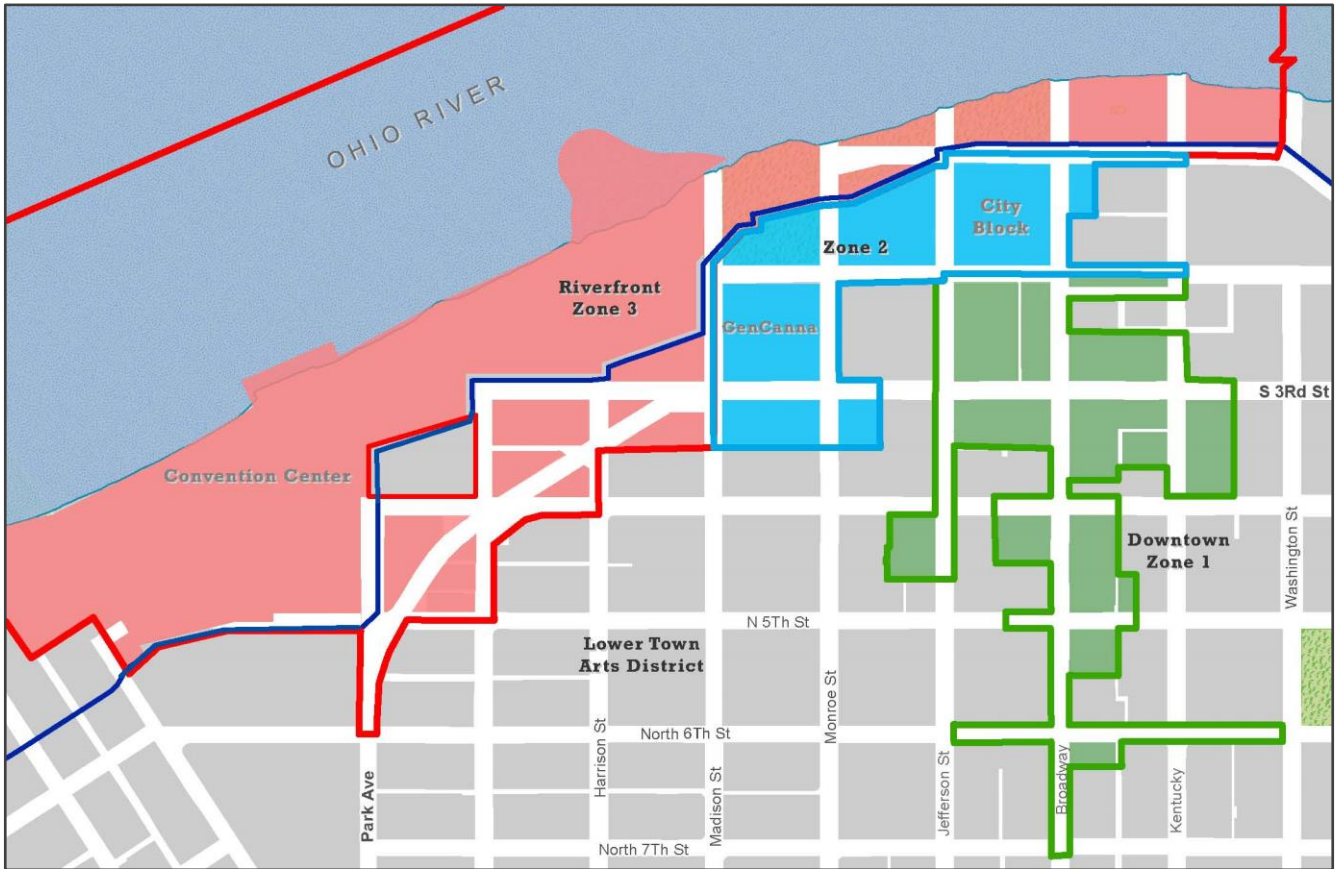 OHIO RIVER
City
Block
Zone 2
Riverfront
Zone 3
GenCanna
S 3Rd St
Convention Center
Downtown
Zone 1
Washington St
N 5Th St
Lower Town
Arts District
Monroe St
North 6Th St
Harrison St
Madison St
Jefferson St
Broadway
Kentucky
Park Ave
North 7Th St